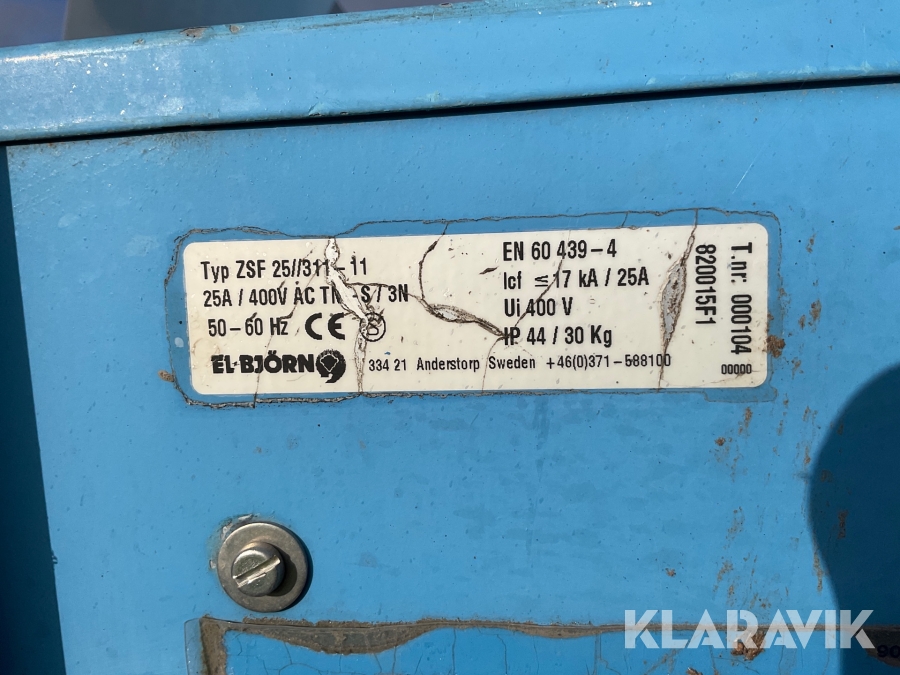 Typ ZSF 25//311-11
25A / 400V AC TN-S / 3N
50-60 Hz CE S
EL-BJÖRN
334 21 Anderstorp Sweden +46(0)371-588100
EN 60 439-4
Icf ≤ 17 kA / 25A
Ui 400 V
IP 44 / 30 Kg
T.nr: 000104
820015F1
00000
KLARAVIK